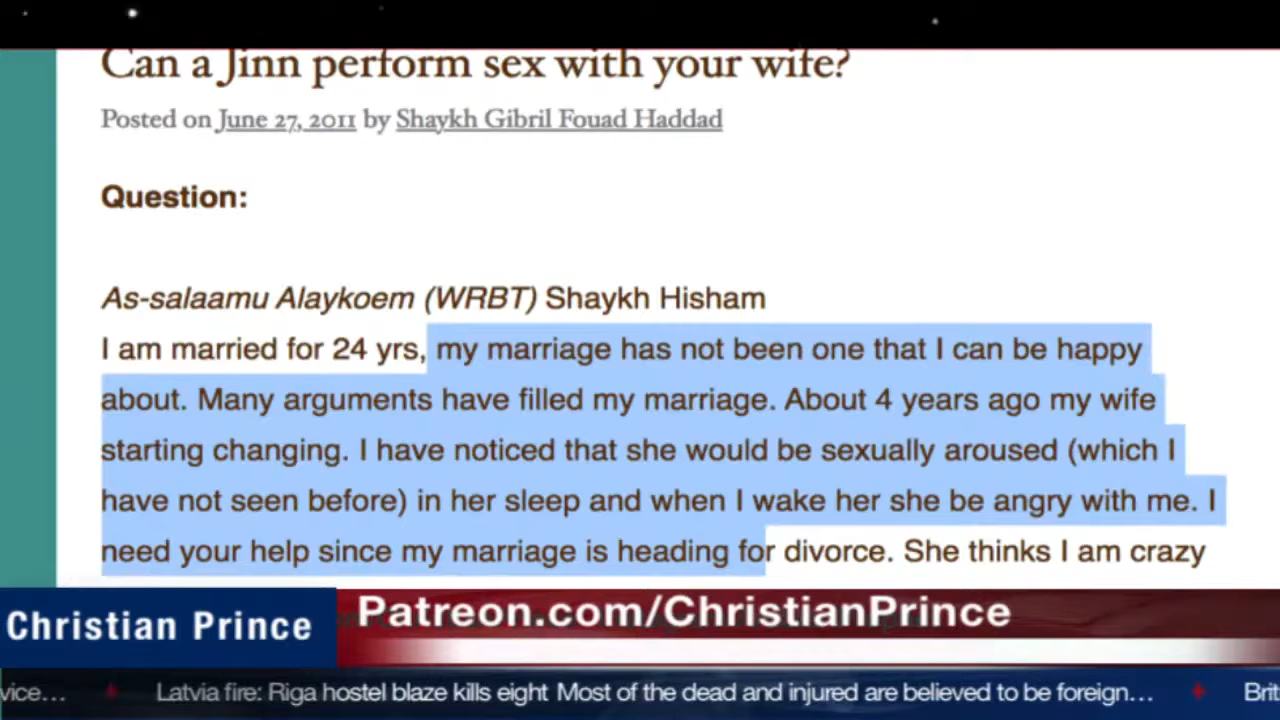 Can a Jinn perform sex with your wife?
Posted on June 27, 2011 by Shaykh Gibril Fouad Haddad
Question:
As-salaamu Alaykoem (WRBT) Shaykh Hisham
I am married for 24 yrs, my marriage has not been one that I can be happy
about. Many arguments have filled my marriage. About 4 years ago my wife
starting changing. I have noticed that she would be sexually aroused (which I
have not seen before) in her sleep and when I wake her she be angry with me. I
need your help since my marriage is heading for divorce. She thinks I am crazy
Christian Prince
Patreon.com/ChristianPrince
vice… Latvia fire: Riga hostel blaze kills eight Most of the dead and injured are believed to be foreign… Brit